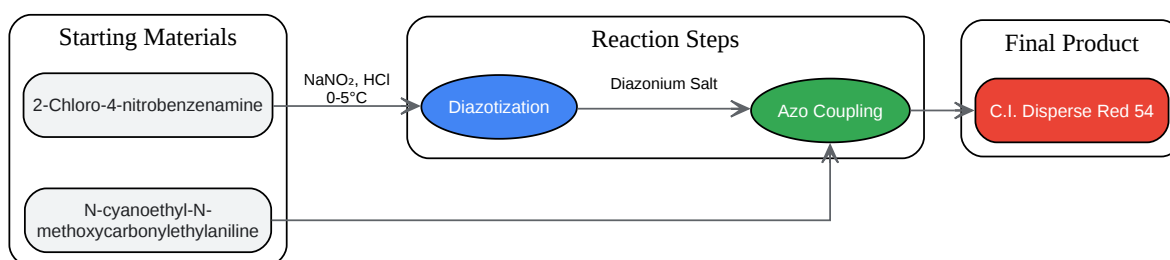 Starting Materials
Reaction Steps
Final Product
2-Chloro-4-nitrobenzenamine
NaNO₂, HCl
0-5°C
Diazotization
Diazonium Salt
Azo Coupling
C.I. Disperse Red 54
N-cyanoethyl-N-
methoxycarbonylethylaniline